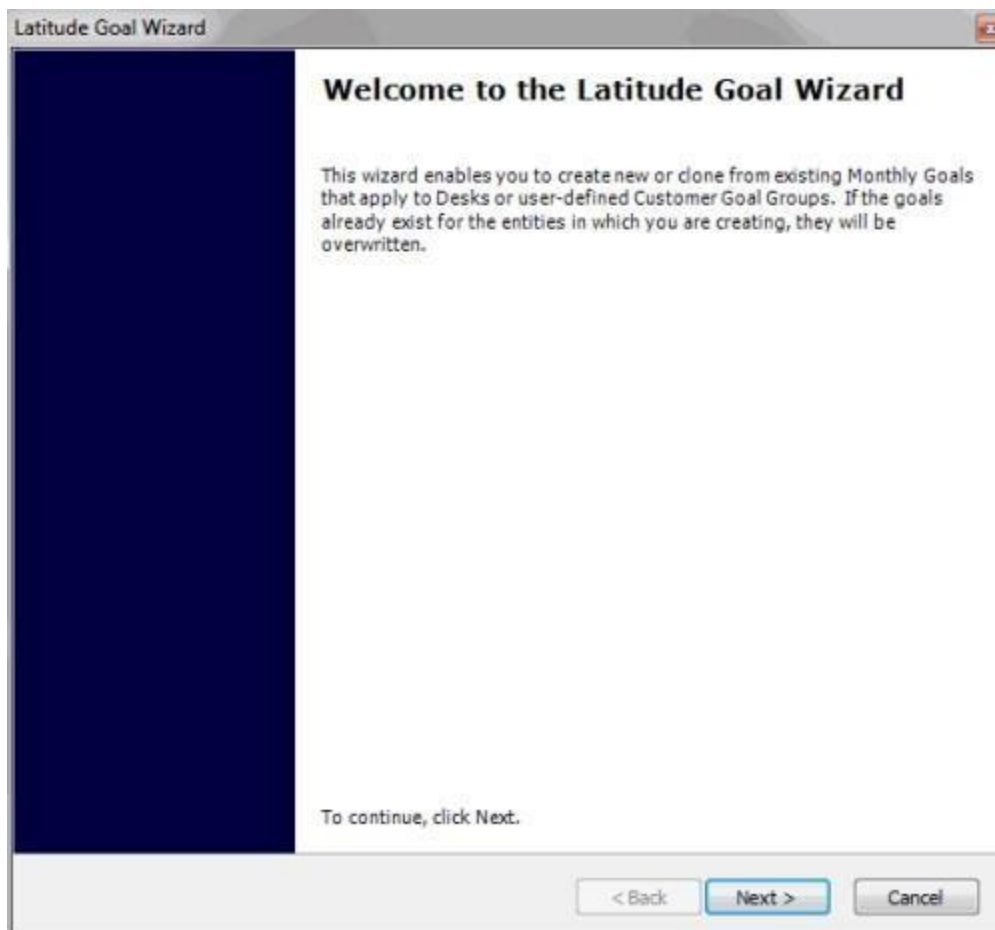 Latitude Goal Wizard
Welcome to the Latitude Goal Wizard
This wizard enables you to create new or clone from existing Monthly Goals
that apply to Desks or user-defined Customer Goal Groups. If the goals
already exist for the entities in which you are creating, they will be
overwritten.
To continue, click Next.
< Back
Next >
Cancel